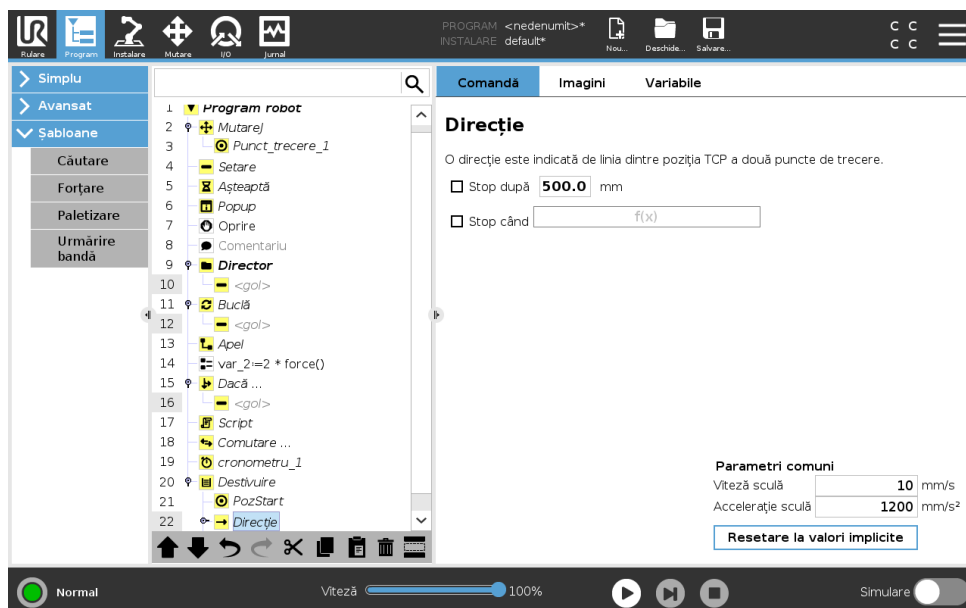 Rulare
Program
Instalare
Mutare
I/O
Jurnal
PROGRAM <nedenumit>*
INSTALARE default*
Nou...
Deschide...
Salvare...
C C
C C
Simplu
Avansat
Șabloane
Căutare
Forțare
Paletizare
Urmărire
bandă
1 Program robot
2 MutareJ
3 Punct_trecere_1
4 Setare
5 Așteaptă
6 Popup
7 Oprire
8 Comentariu
9 Director
10 <gol>
11 Buclă
12 <gol>
13 Apel
14 var_2:=2 * force()
15 Dacă ...
16 <gol>
17 Script
18 Comutare ...
19 cronometru_1
20 Destivuire
21 PozStart
22 Direcție
Comandă
Imagini
Variabile
Direcție
O direcție este indicată de linia dintre poziția TCP a două puncte de trecere.
Stop după 500.0 mm
Stop când f(x)
Parametri comuni
Viteză sculă 10 mm/s
Accelerație sculă 1200 mm/s²
Resetare la valori implicite
Normal
Viteză 100%
Simulare